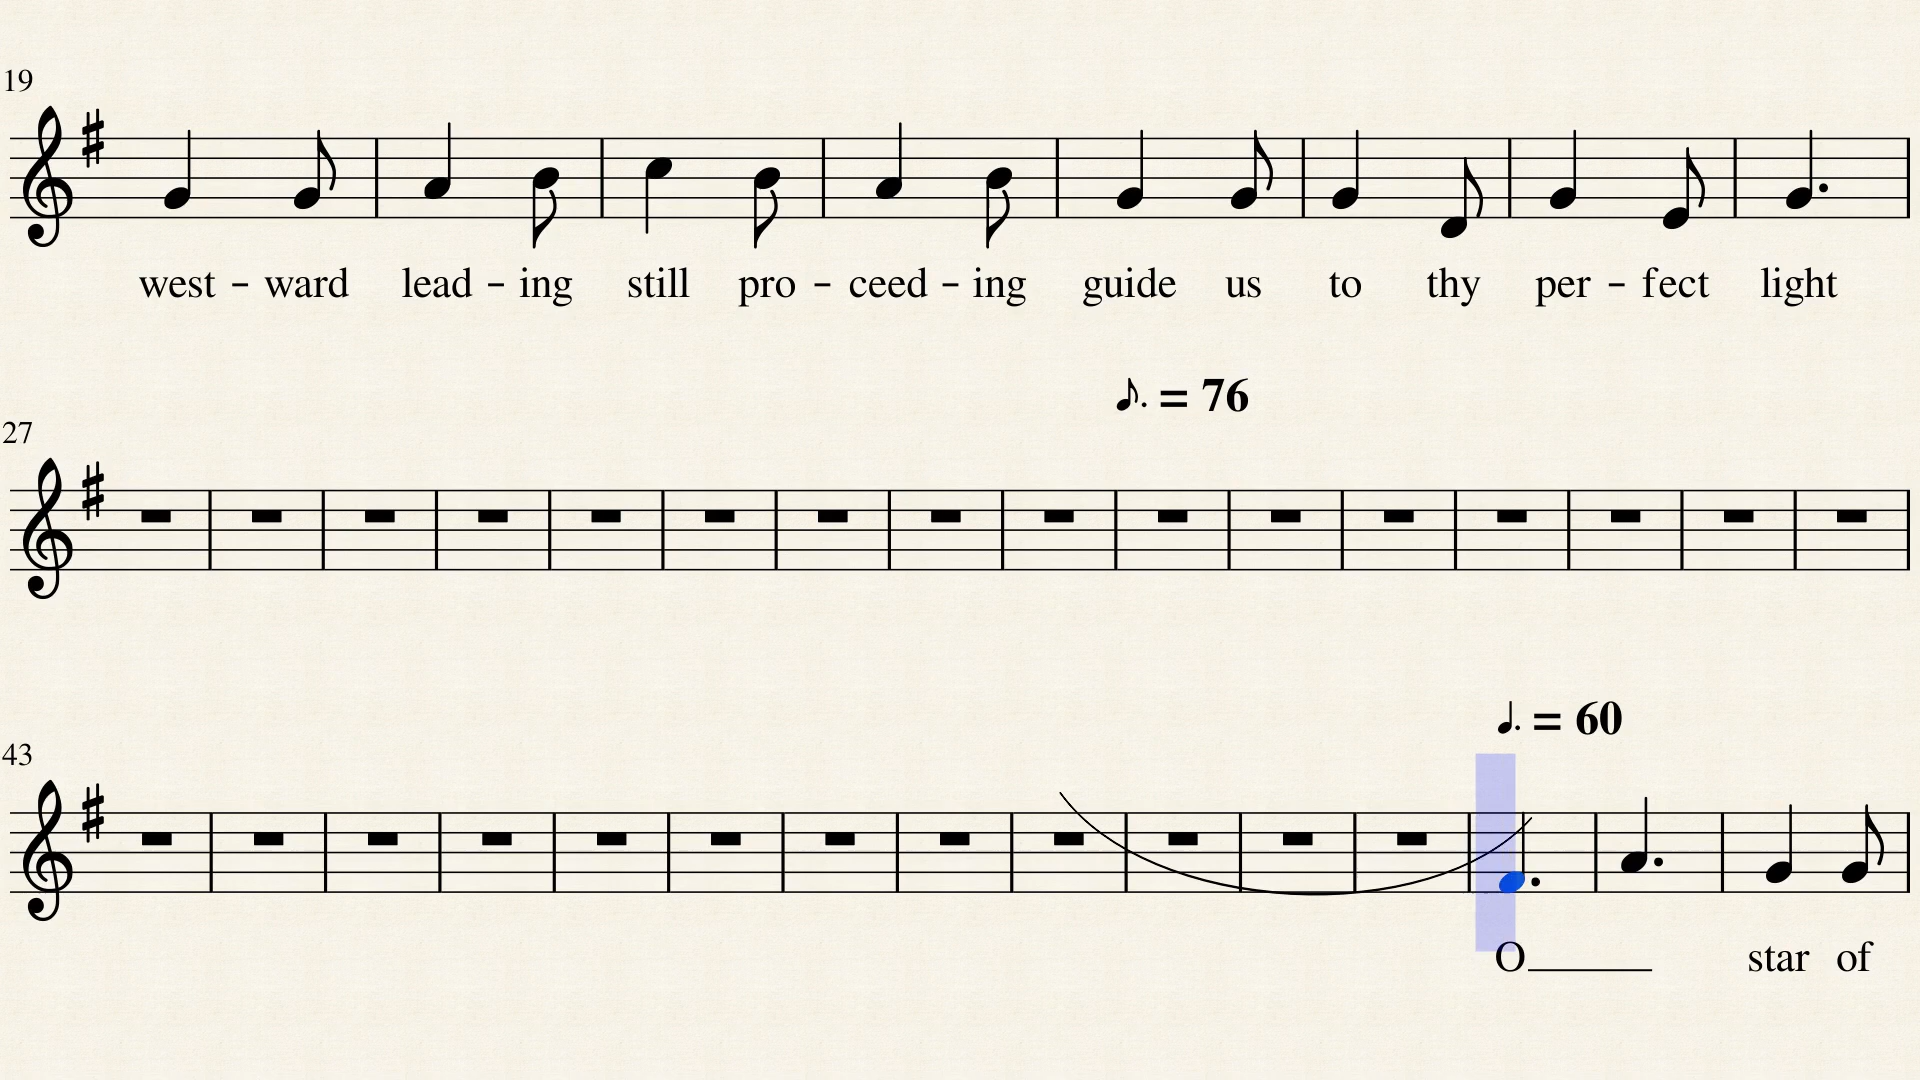 19
west - ward lead - ing still pro - ceed - ing guide us to thy per - fect light
♪. = 76
27
♩. = 60
43
O____ star of